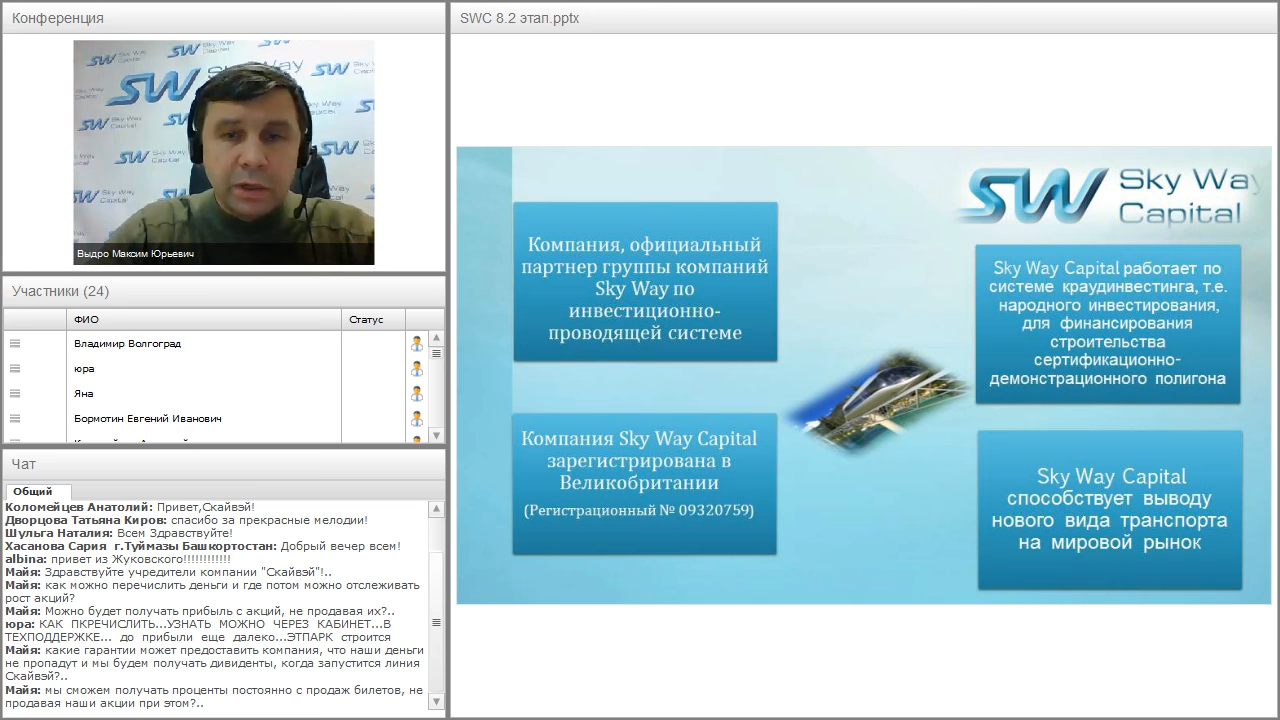 Конференция
Sky Way
Capital
SW
Выдро Максим Юрьевич
Участники (24)
ФИО
Статус
Владимир Волгоград
юра
Яна
Бормотин Евгений Иванович
Чат
Общий
Коломейцев Анатолий: Привет,Скайвэй!
Дворцова Татьяна Киров: спасибо за прекрасные мелодии!
Шульга Наталия: Всем Здравствуйте!
Хасанова Сария г.Туймазы Башкортостан: Добрый вечер всем!
albina: привет из Жуковского!!!!!!!!!!!!
Майя: Здравствуйте учредители компании "Скайвэй"!..
Майя: как можно перечислить деньги и где потом можно отслеживать
рост акций?
Майя: Можно будет получать прибыль с акций, не продавая их?..
юра: КАК ПКРЕЧИСЛИТЬ...УЗНАТЬ МОЖНО ЧЕРЕЗ КАБИНЕТ...В
ТЕХПОДДЕРЖКЕ... до прибыли еще далеко...ЭТПАРК строится
Майя: какие гарантии может предоставить компания, что наши деньги
не пропадут и мы будем получать дивиденты, когда запустится линия
Скайвэй?..
Майя: мы сможем получать проценты постоянно с продаж билетов, не
продавая наши акции при этом?..
SWC 8.2 этап.pptx
SW Sky Way
Capital
Компания, официальный
партнер группы компаний
Sky Way по
инвестиционно-
проводящей системе
Sky Way Capital работает по
системе краудинвестинга, т.е.
народного инвестирования,
для финансирования
строительства
сертификационно-
демонстрационного полигона
Компания Sky Way Capital
зарегистрирована в
Великобритании
(Регистрационный № 09320759)
Sky Way Capital
способствует выводу
нового вида транспорта
на мировой рынок